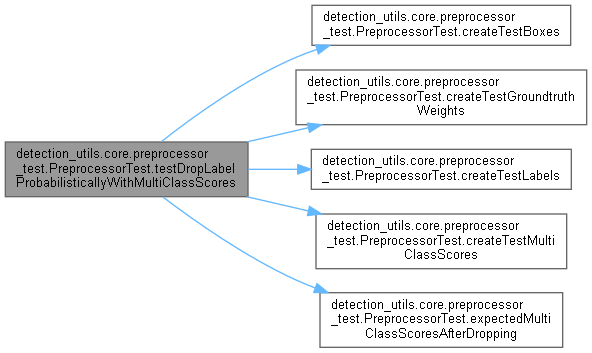 detection_utils.core.preprocessor
_test.PreprocessorTest.testDropLabel
ProbabilisticallyWithMultiClassScores
detection_utils.core.preprocessor
_test.PreprocessorTest.createTestBoxes
detection_utils.core.preprocessor
_test.PreprocessorTest.createTestGroundtruth
Weights
detection_utils.core.preprocessor
_test.PreprocessorTest.createTestLabels
detection_utils.core.preprocessor
_test.PreprocessorTest.createTestMulti
ClassScores
detection_utils.core.preprocessor
_test.PreprocessorTest.expectedMulti
ClassScoresAfterDropping